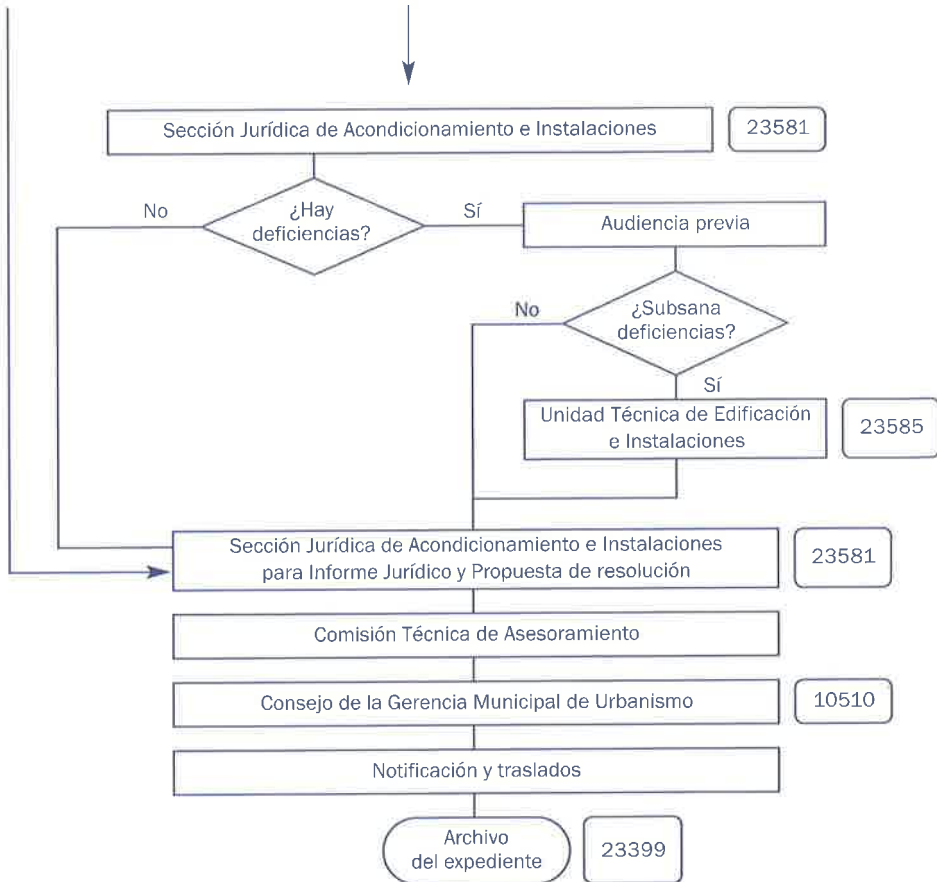 Sección Jurídica de Acondicionamiento e Instalaciones
23581
No
¿Hay
deficiencias?
Sí
Audiencia previa
No
¿Subsana
deficiencias?
Sí
Unidad Técnica de Edificación
e Instalaciones
23585
Sección Jurídica de Acondicionamiento e Instalaciones
para Informe Jurídico y Propuesta de resolución
23581
Comisión Técnica de Asesoramiento
Consejo de la Gerencia Municipal de Urbanismo
10510
Notificación y traslados
Archivo
del expediente
23399